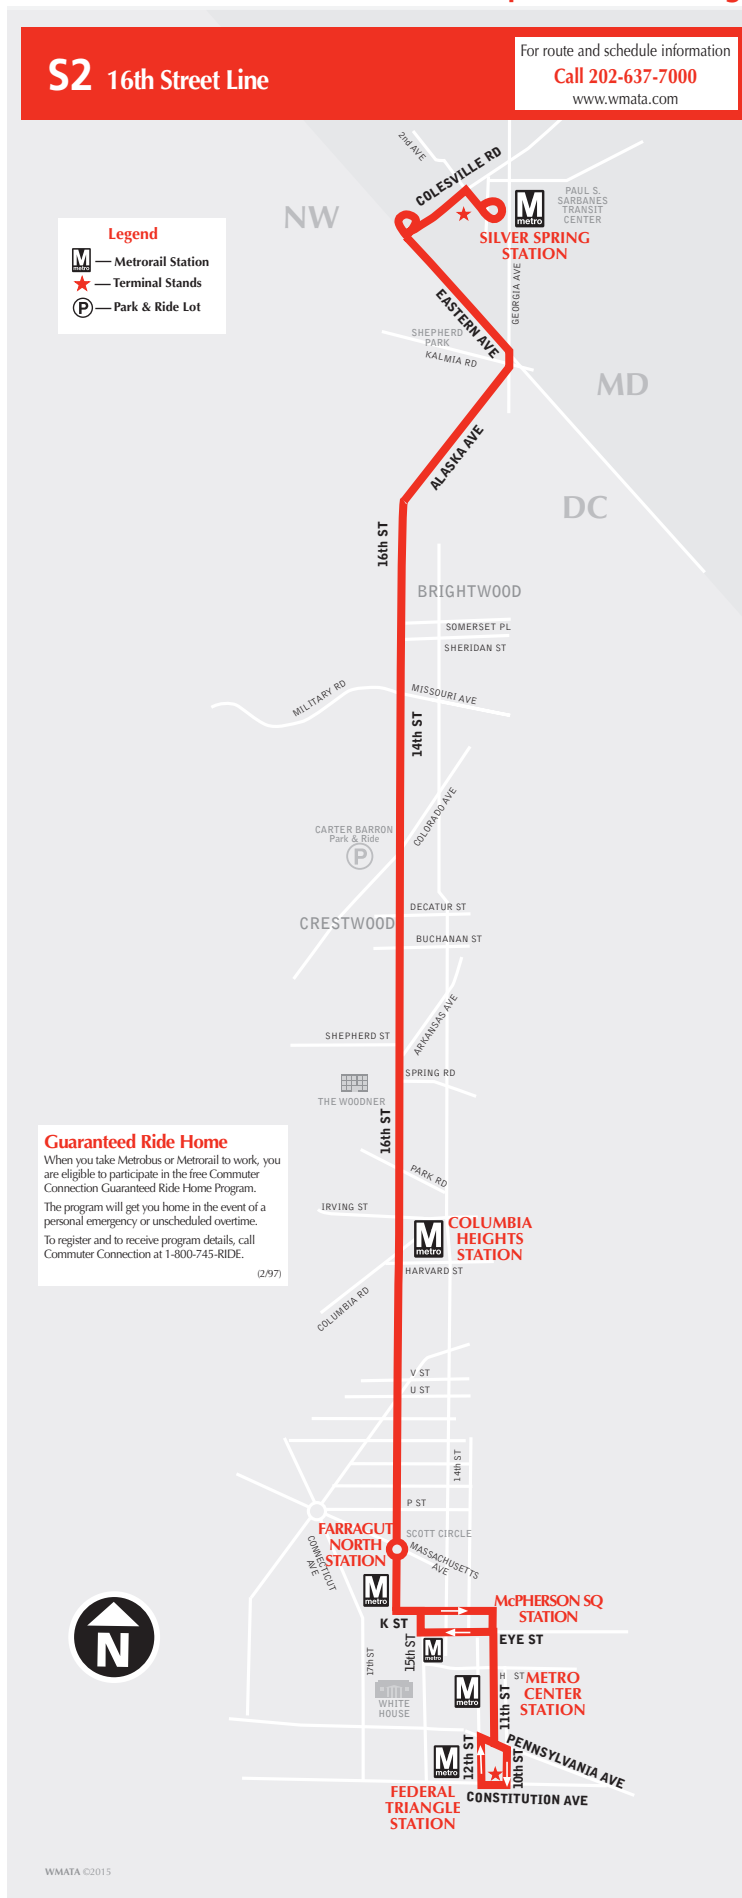 S2 16th Street Line
For route and schedule information
Call 202-637-7000
www.wmata.com
2nd AVE
COLESVILLE RD
NW
M
metro
PAUL S.
SARBANES
TRANSIT
CENTER
SILVER SPRING
STATION
Legend
M
metro
Metrorail Station
Terminal Stands
P
Park & Ride Lot
GEORGIA AVE
EASTERN AVE
SHEPHERD
PARK
KALMIA RD
MD
ALASKA AVE
DC
16th ST
BRIGHTWOOD
SOMERSET PL
SHERIDAN ST
MILITARY RD
MISSOURI AVE
14th ST
COLORADO AVE
CARTER BARRON
Park & Ride
P
DECATUR ST
CRESTWOOD
BUCHANAN ST
ARKANSAS AVE
SHEPHERD ST
SPRING RD
THE WOODNER
16th ST
Guaranteed Ride Home
When you take Metrobus or Metrorail to work, you
are eligible to participate in the free Commuter
Connection Guaranteed Ride Home Program.
The program will get you home in the event of a
personal emergency or unscheduled overtime.
To register and to receive program details, call
Commuter Connection at 1-800-745-RIDE.
(2/97)
PARK RD
IRVING ST
M
metro
COLUMBIA
HEIGHTS
STATION
HARVARD ST
COLUMBIA RD
V ST
U ST
14th ST
P ST
FARRAGUT
NORTH
STATION
SCOTT CIRCLE
MASSACHUSETTS
AVE
CONNECTICUT
AVE
M
metro
McPHERSON SQ
STATION
K ST
EYE ST
N
15th ST
M
metro
17th ST
H ST
METRO
CENTER
STATION
M
metro
WHITE
HOUSE
11th ST
PENNSYLVANIA AVE
12th ST
10th ST
M
metro
FEDERAL
TRIANGLE
STATION
CONSTITUTION AVE
WMATA ©2015